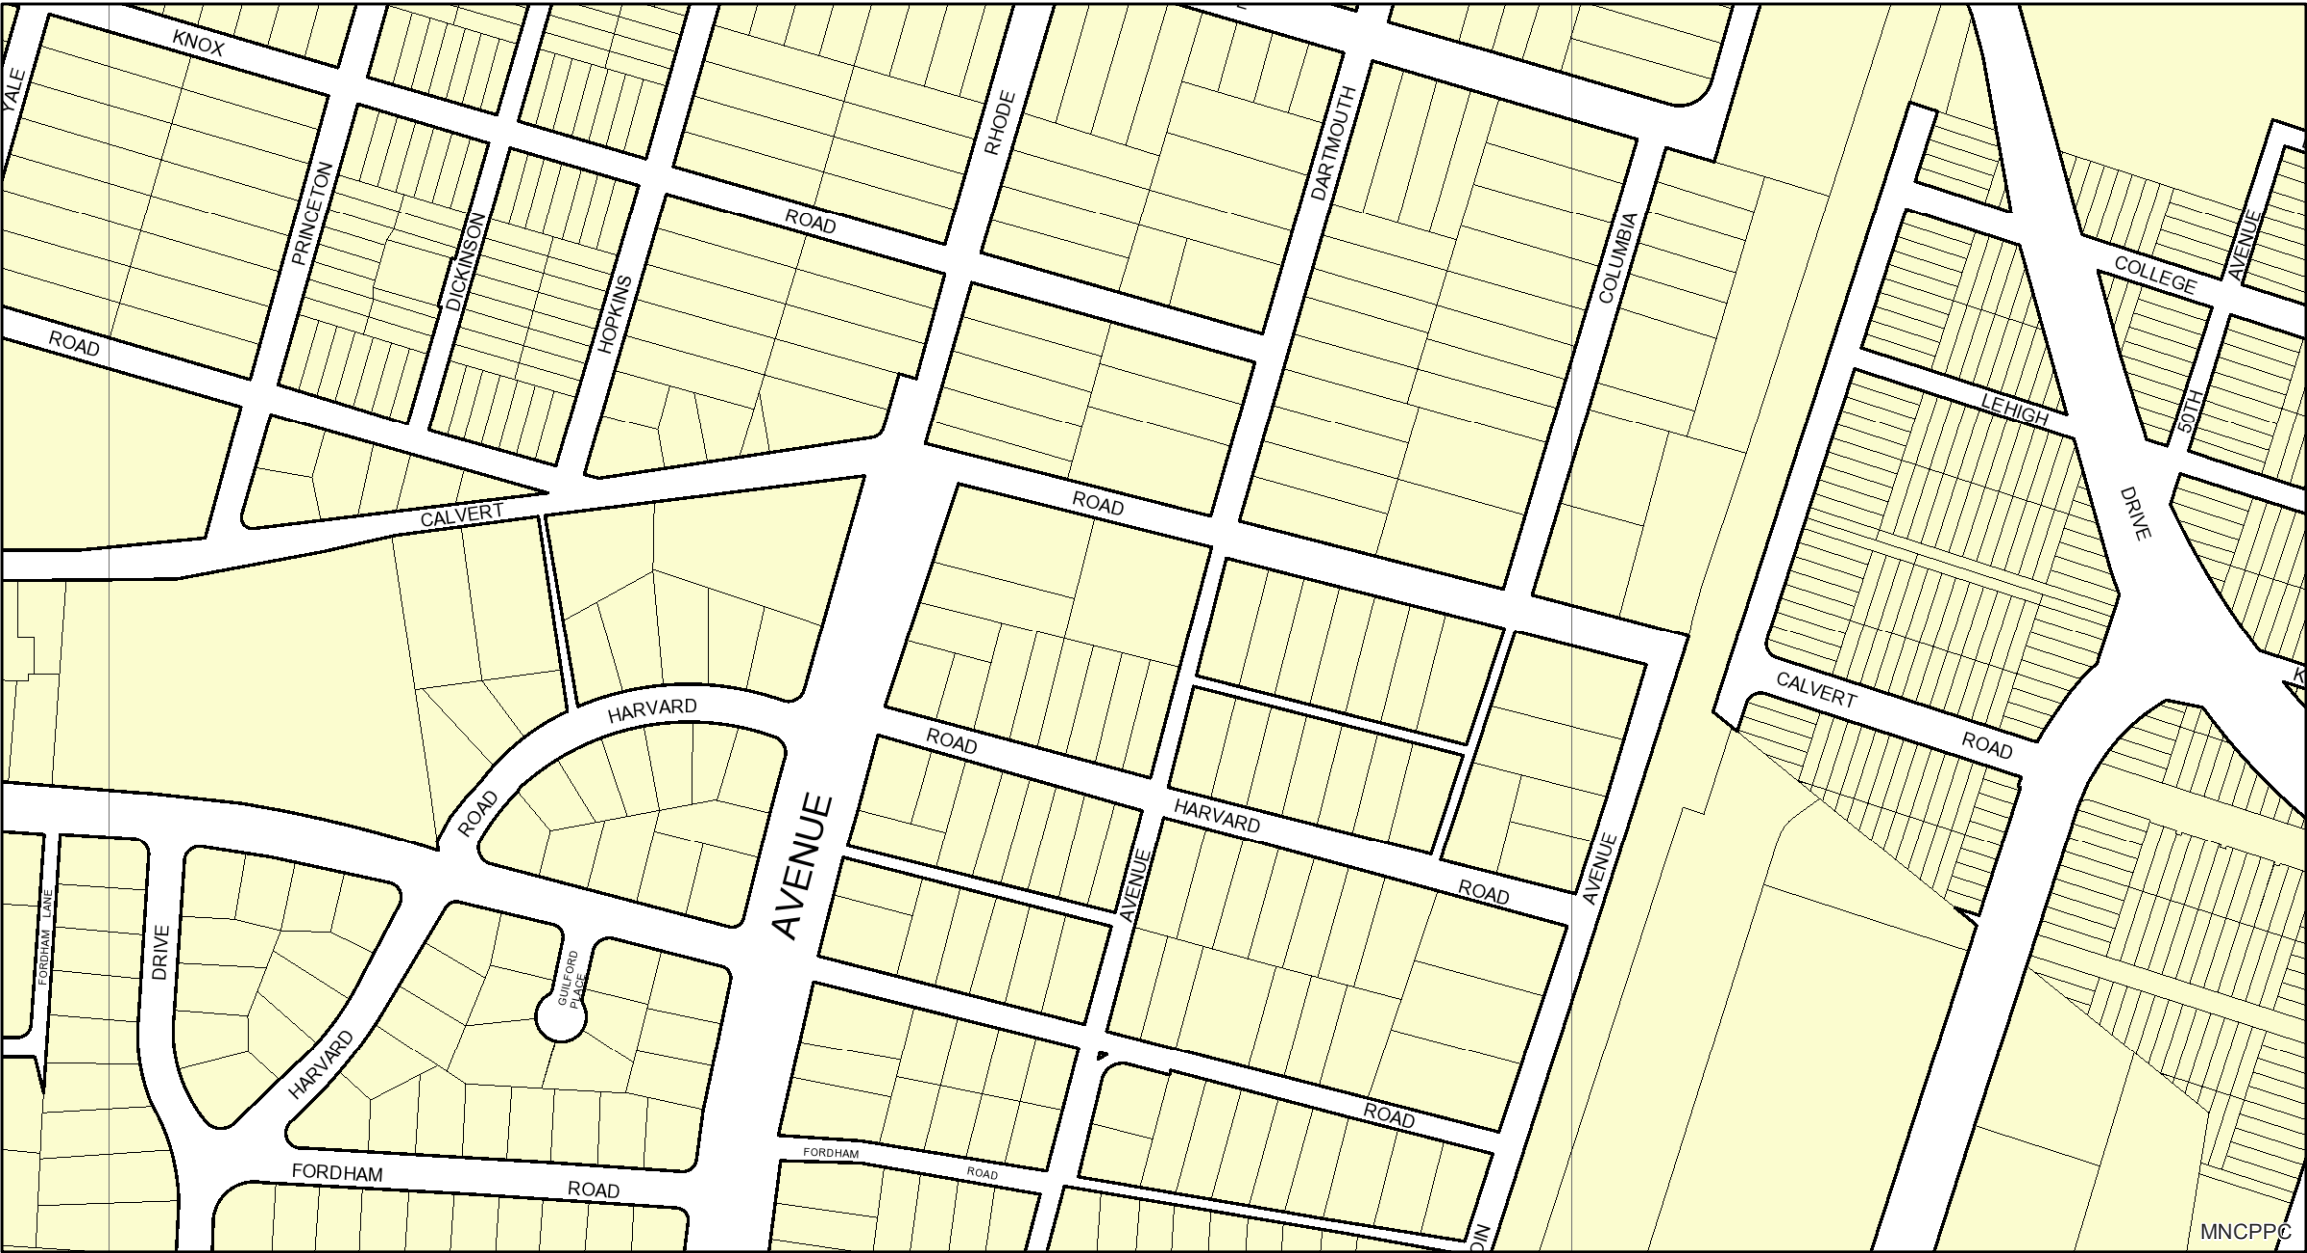 KNOX
YALE
RHODE
DARTMOUTH
PRINCETON
DICKINSON
ROAD
COLUMBIA
AVENUE
COLLEGE
HOPKINS
ROAD
LEHIGH
50TH
CALVERT
ROAD
DRIVE
HARVARD
CALVERT
ROAD
ROAD
ROAD
HARVARD
AVENUE
AVENUE
AVENUE
ROAD
FORDHAM LANE
DRIVE
GUILFORD
PLACE
HARVARD
ROAD
FORDHAM
ROAD
FORDHAM
ROAD
MNCPPC